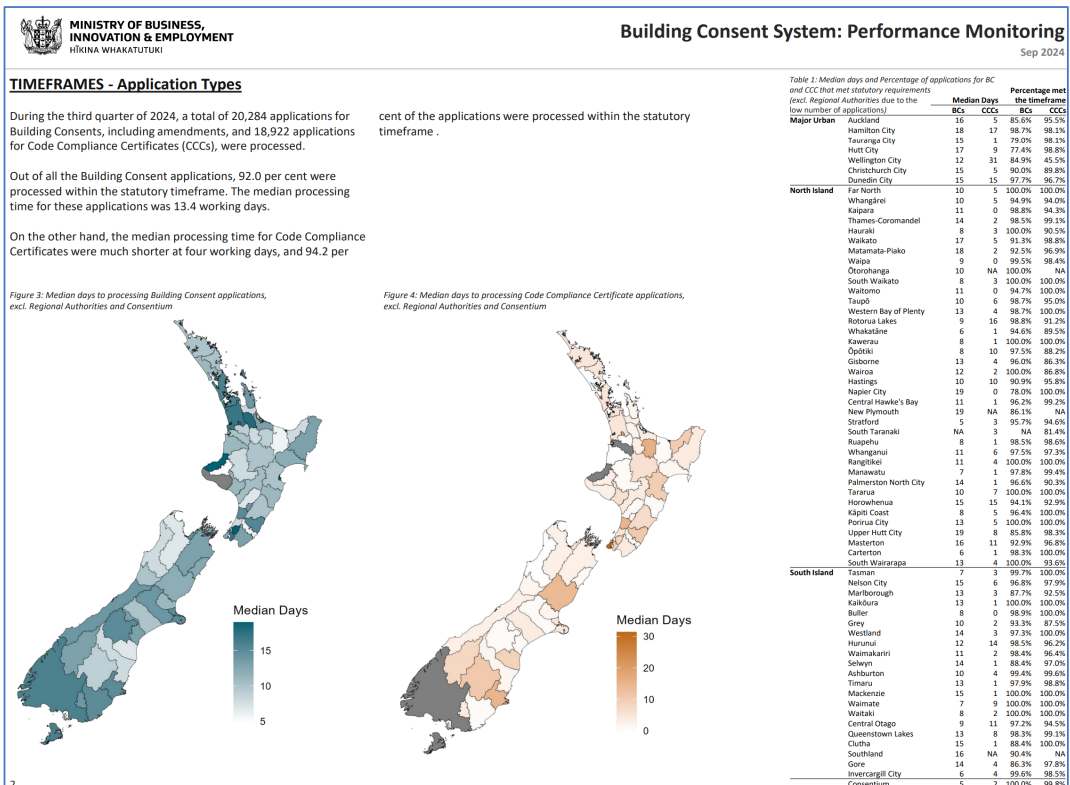 MINISTRY OF BUSINESS,
INNOVATION & EMPLOYMENT
HĪKINA WHAKATUTUKI
Building Consent System: Performance Monitoring
Sep 2024
TIMEFRAMES - Application Types
During the third quarter of 2024, a total of 20,284 applications for
Building Consents, including amendments, and 18,922 applications
for Code Compliance Certificates (CCCs), were processed.
Out of all the Building Consent applications, 92.0 per cent were
processed within the statutory timeframe. The median processing
time for these applications was 13.4 working days.
On the other hand, the median processing time for Code Compliance
Certificates were much shorter at four working days, and 94.2 per
cent of the applications were processed within the statutory
timeframe .
Figure 3: Median days to processing Building Consent applications,
excl. Regional Authorities and Consentium
Median Days
15
10
5
Figure 4: Median days to processing Code Compliance Certificate applications,
excl. Regional Authorities and Consentium
Median Days
30
20
10
0
Table 1: Median days and Percentage of applications for BC
and CCC that met statutory requirements
(excl. Regional Authorities due to the
low number of applications)
Median Days Percentage met the timeframe
BCs CCCs BCs CCCs
Major Urban Auckland 16 5 85.6% 95.5%
Hamilton City 18 17 98.7% 98.1%
Tauranga City 15 1 79.0% 98.1%
Hutt City 17 9 77.4% 98.8%
Wellington City 12 31 84.9% 45.5%
Christchurch City 15 5 90.0% 89.8%
Dunedin City 15 15 97.7% 96.7%
North Island Far North 10 5 100.0% 100.0%
Whangārei 10 5 94.9% 94.0%
Kaipara 11 0 98.8% 94.3%
Thames-Coromandel 14 2 98.5% 99.1%
Hauraki 8 3 100.0% 90.5%
Waikato 17 5 91.3% 98.8%
Matamata-Piako 18 2 92.5% 96.9%
Waipa 9 0 99.5% 98.4%
Ōtorohanga 10 NA 100.0% NA
South Waikato 8 3 100.0% 100.0%
Waitomo 11 0 94.7% 100.0%
Taupō 10 6 98.7% 95.0%
Western Bay of Plenty 13 4 98.7% 100.0%
Rotorua Lakes 9 16 98.8% 91.2%
Whakatāne 6 1 94.6% 89.5%
Kawerau 8 1 100.0% 100.0%
Ōpōtiki 8 10 97.5% 88.2%
Gisborne 13 4 96.0% 86.3%
Wairoa 12 2 100.0% 86.8%
Hastings 10 10 90.9% 95.8%
Napier City 19 0 78.0% 100.0%
Central Hawke's Bay 11 1 96.2% 99.2%
New Plymouth 19 NA 86.1% NA
Stratford 5 3 95.7% 94.6%
South Taranaki NA 3 NA 81.4%
Ruapehu 8 1 98.5% 98.6%
Whanganui 11 6 97.5% 97.3%
Rangitikei 11 4 100.0% 100.0%
Manawatu 7 1 97.8% 99.4%
Palmerston North City 14 1 96.6% 90.3%
Tararua 10 7 100.0% 100.0%
Horowhenua 15 15 94.1% 92.9%
Kāpiti Coast 8 5 96.4% 100.0%
Porirua City 13 5 100.0% 100.0%
Upper Hutt City 19 8 85.8% 98.3%
Masterton 16 11 92.9% 96.8%
Carterton 6 1 98.3% 100.0%
South Wairarapa 13 4 100.0% 93.6%
South Island Tasman 7 3 99.7% 100.0%
Nelson City 15 6 96.8% 97.9%
Marlborough 13 3 87.7% 92.5%
Kaikōura 13 1 100.0% 100.0%
Buller 8 0 98.9% 100.0%
Grey 10 2 93.3% 87.5%
Westland 14 3 97.3% 100.0%
Hurunui 12 14 98.5% 96.2%
Waimakariri 11 2 98.4% 96.4%
Selwyn 14 1 88.4% 97.0%
Ashburton 10 4 99.4% 99.6%
Timaru 13 1 97.9% 98.8%
Mackenzie 15 1 100.0% 100.0%
Waimate 7 9 100.0% 100.0%
Waitaki 8 2 100.0% 100.0%
Central Otago 9 11 97.2% 94.5%
Queenstown Lakes 13 8 98.3% 99.1%
Clutha 15 1 88.4% 100.0%
Southland 16 NA 90.4% NA
Gore 14 4 86.3% 97.8%
Invercargill City 6 4 99.6% 98.5%
Consentium 5 2 100.0% 99.8%
2